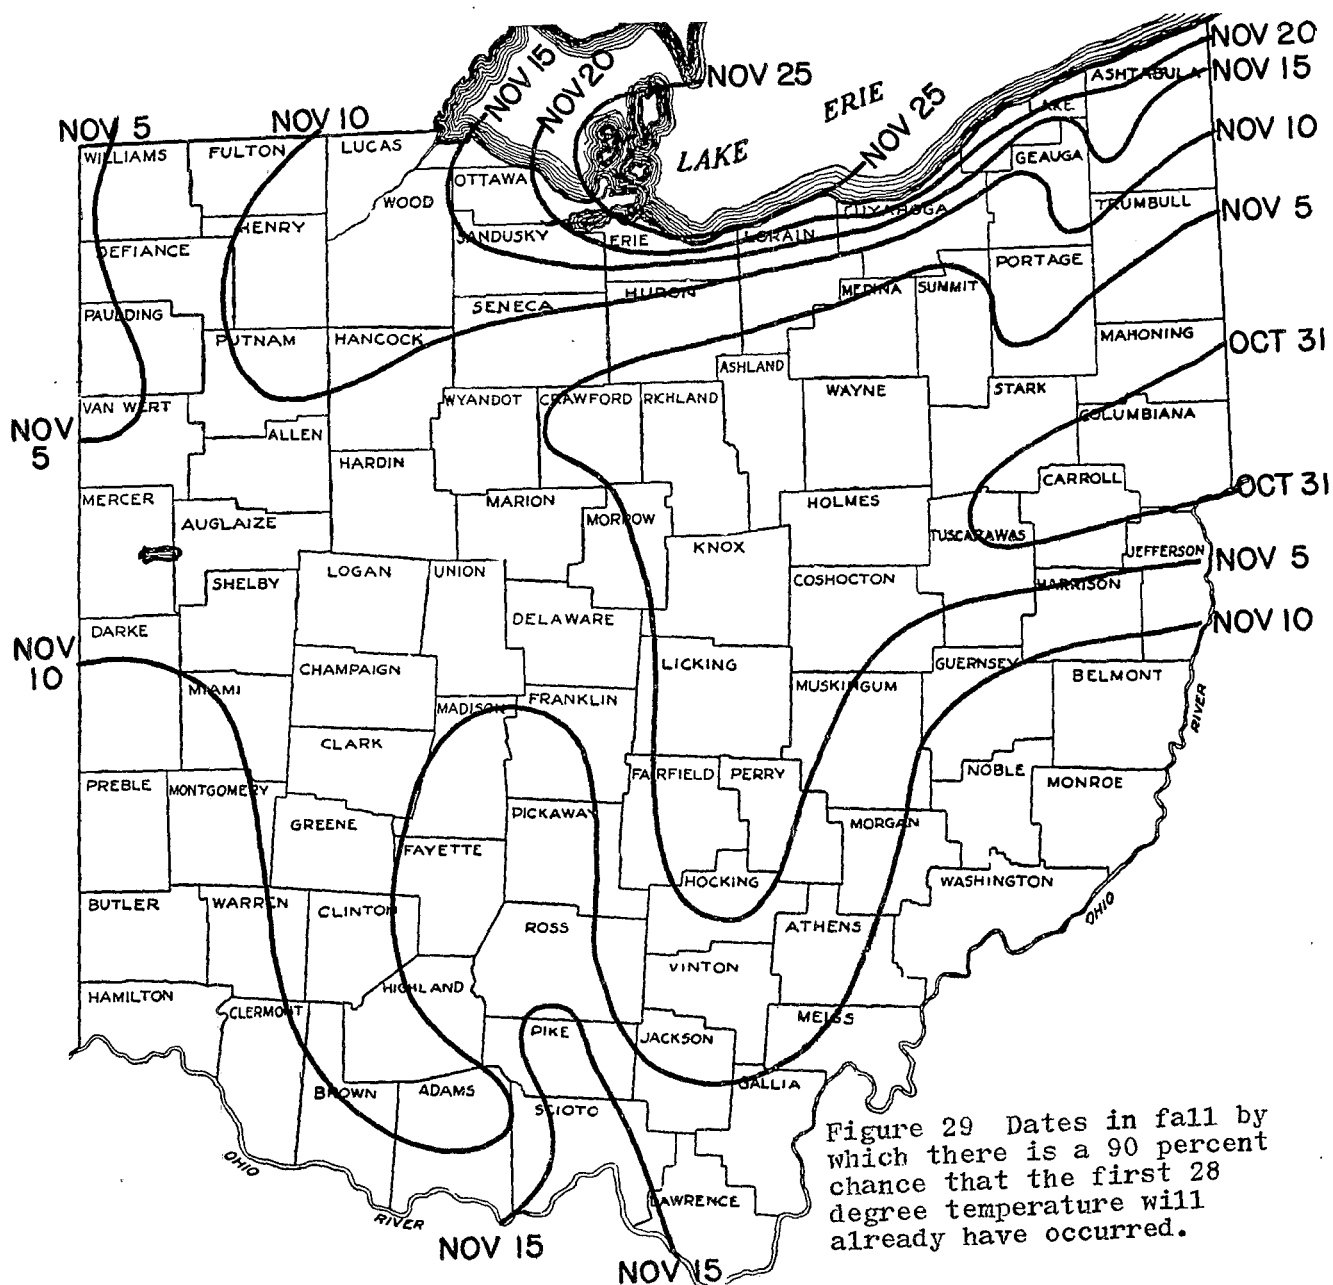 NOV 15
NOV 20
NOV 25
LAKE
ERIE
NOV 25
NOV 20
NOV 15
NOV 10
NOV 5
OCT 31
OCT 31
NOV 5
NOV 10
NOV 5
NOV 10
NOV
5
NOV
10
WILLIAMS
FULTON
LUCAS
OTTAWA
WOOD
HENRY
DEFIANCE
SANDUSKY
ERIE
LORAIN
CUYAHOGA
LAKE
ASHTABULA
GEAUGA
TRUMBULL
PORTAGE
PAULDING
PUTNAM
HANCOCK
SENECA
HURON
MEDINA
SUMMIT
MAHONING
ASHLAND
VAN WERT
ALLEN
WYANDOT
CRAWFORD
RICHLAND
WAYNE
STARK
COLUMBIANA
HARDIN
MERCER
AUGLAIZE
MARION
MORROW
HOLMES
CARROLL
KNOX
TUSCARAWAS
JEFFERSON
SHELBY
LOGAN
UNION
COSHOCTON
HARRISON
DARKE
DELAWARE
CHAMPAIGN
LICKING
GUERNSEY
BELMONT
MIAMI
MADISON
FRANKLIN
MUSKINGUM
CLARK
PREBLE
MONTGOMERY
FAIRFIELD
PERRY
NOBLE
MONROE
GREENE
PICKAWAY
MORGAN
FAYETTE
HOCKING
WASHINGTON
BUTLER
WARREN
CLINTON
ROSS
ATHENS
VINTON
HAMILTON
CLERMONT
HIGHLAND
PIKE
JACKSON
MEIGS
BROWN
ADAMS
SCIOTO
GALLIA
LAWRENCE
OHIO
RIVER
OHIO
RIVER
NOV 15
NOV 15
Figure 29 Dates in fall by
which there is a 90 percent
chance that the first 28
degree temperature will
already have occurred.